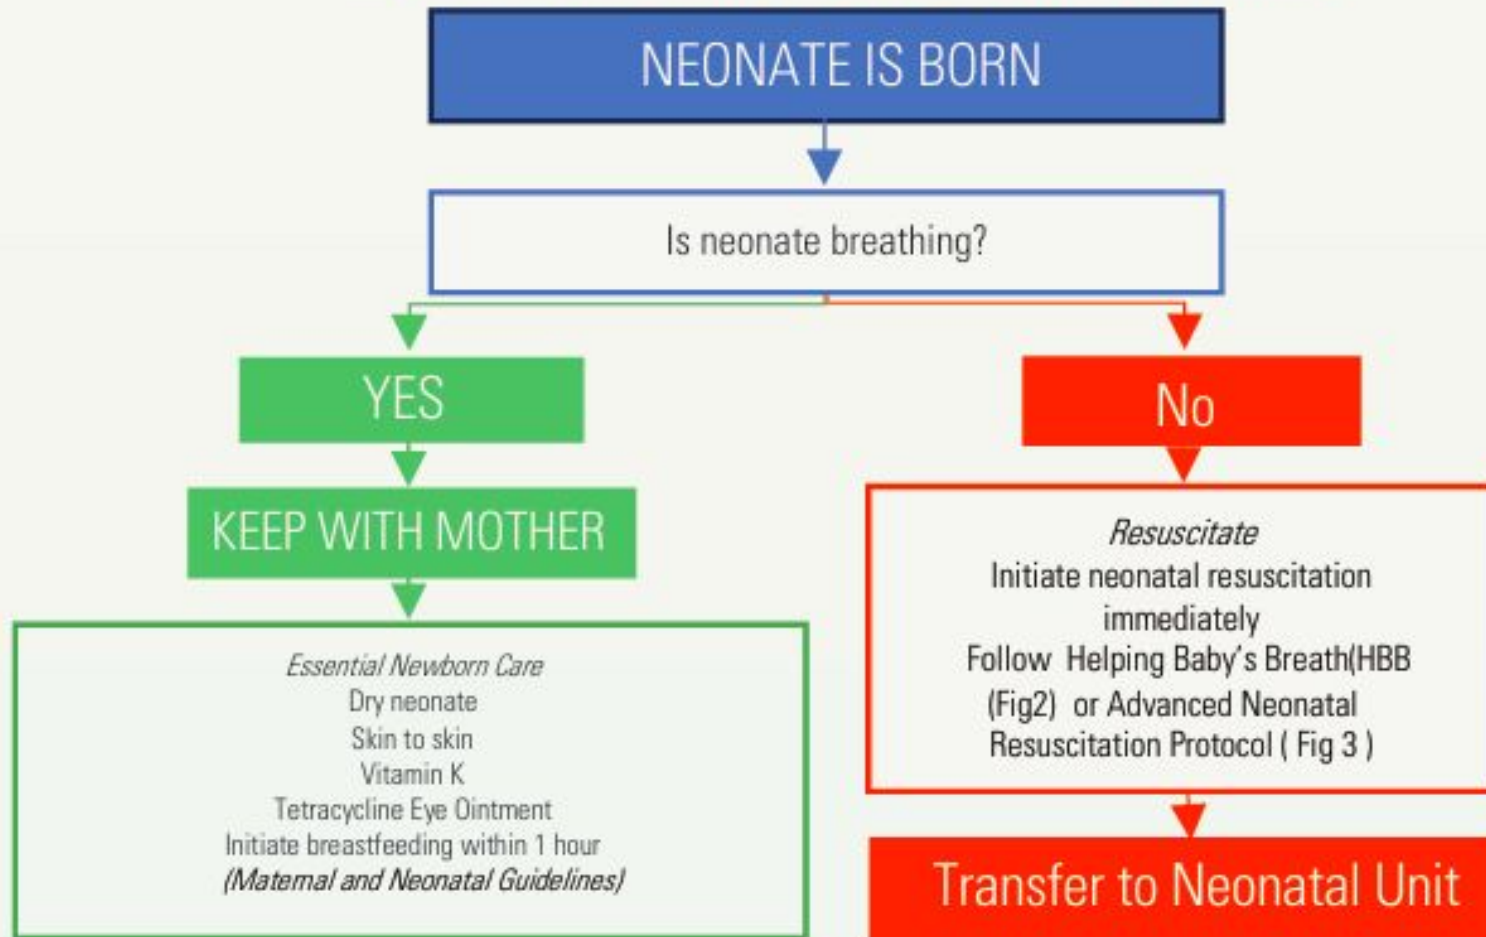 NEONATE IS BORN
Is neonate breathing?
YES
KEEP WITH MOTHER
Essential Newborn Care
Dry neonate
Skin to skin
Vitamin K
Tetracycline Eye Ointment
Initiate breastfeeding within 1 hour
(Maternal and Neonatal Guidelines)
No
Resuscitate
Initiate neonatal resuscitation
immediately
Follow Helping Baby's Breath(HBB
(Fig2) or Advanced Neonatal
Resuscitation Protocol ( Fig 3 )
Transfer to Neonatal Unit